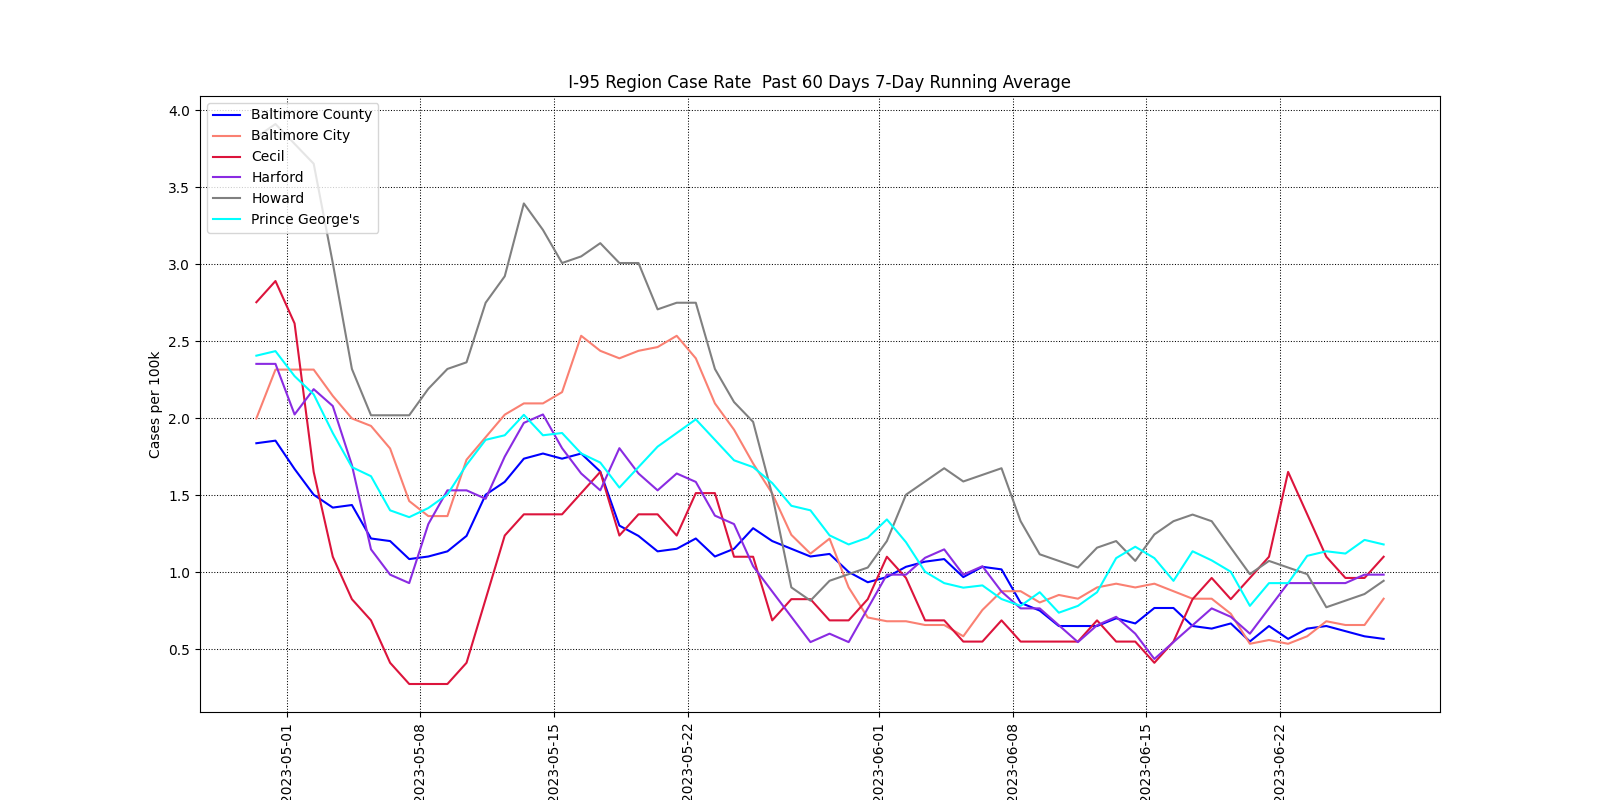 I-95 Region Case Rate  Past 60 Days 7-Day Running Average
Baltimore County
Baltimore City
Cecil
Harford
Howard
Prince George's
Cases per 100k
4.0
3.5
3.0
2.5
2.0
1.5
1.0
0.5
2023-05-01
2023-05-08
2023-05-15
2023-05-22
2023-06-01
2023-06-08
2023-06-15
2023-06-22